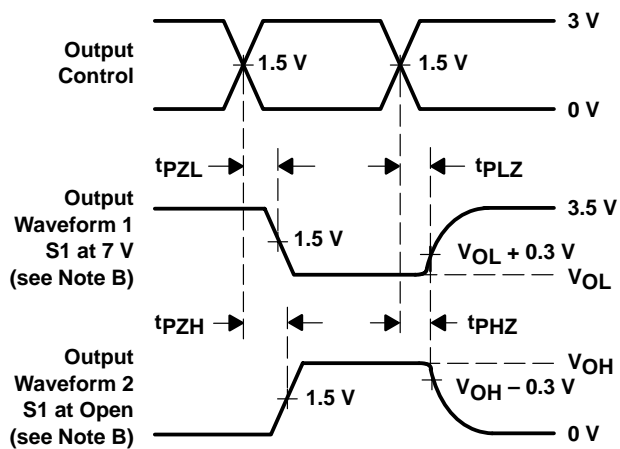 3 V
Output
Control
1.5 V
1.5 V
0 V
tPZL
tPLZ
Output
Waveform 1
S1 at 7 V
(see Note B)
3.5 V
1.5 V
VOL + 0.3 V
VOL
tPZH
tPHZ
Output
Waveform 2
S1 at Open
(see Note B)
VOH
VOH – 0.3 V
1.5 V
0 V